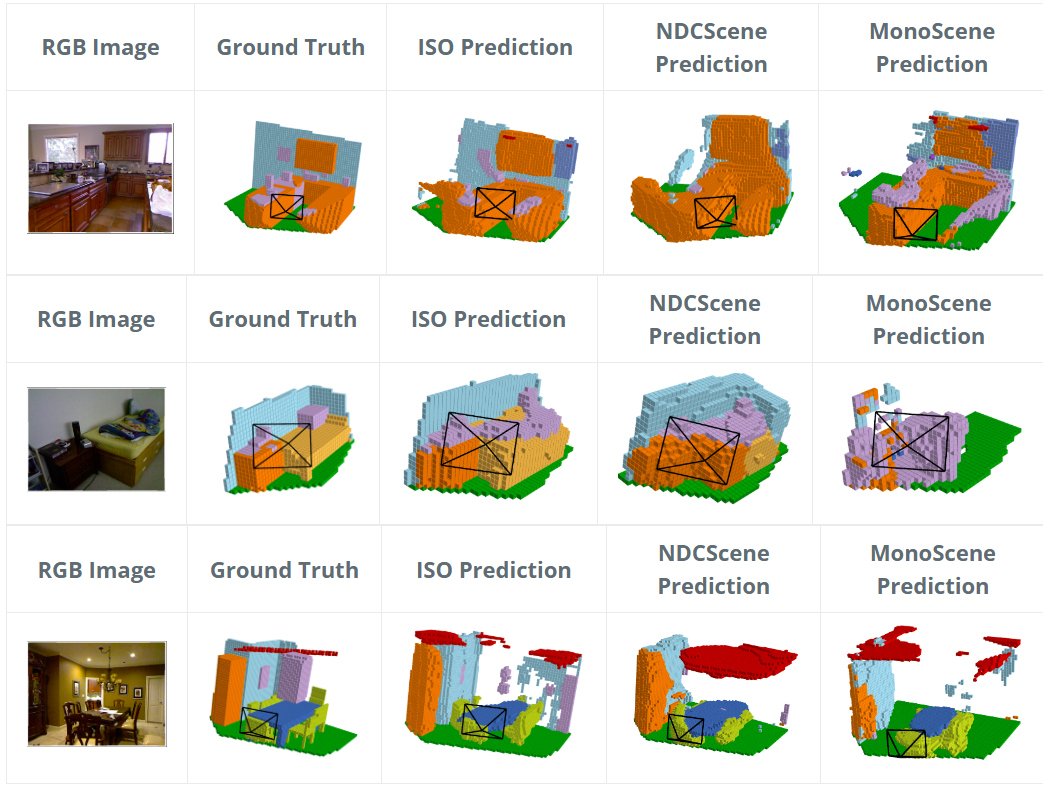 RGB Image
Ground Truth
ISO Prediction
NDCScene
Prediction
MonoScene
Prediction
RGB Image
Ground Truth
ISO Prediction
NDCScene
Prediction
MonoScene
Prediction
RGB Image
Ground Truth
ISO Prediction
NDCScene
Prediction
MonoScene
Prediction